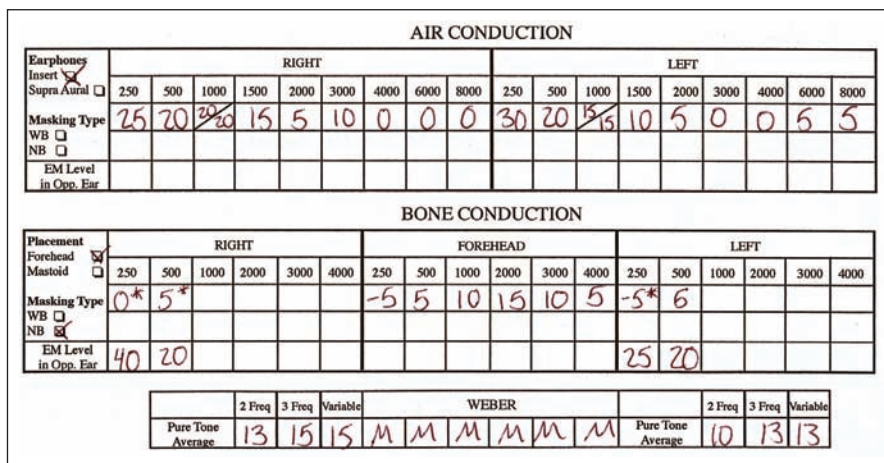 AIR CONDUCTION
Earphones RIGHT LEFT
Insert
Supra Aural 250 500 1000 1500 2000 3000 4000 6000 8000 250 500 1000 1500 2000 3000 4000 6000 8000
Masking Type 25 20 20/20 15 5 10 0 0 0 30 20 15/15 10 5 0 0 5 5
WB
NB
EM Level
in Opp. Ear
BONE CONDUCTION
Placement RIGHT FOREHEAD LEFT
Forehead
Mastoid 250 500 1000 2000 3000 4000 250 500 1000 2000 3000 4000 250 500 1000 2000 3000 4000
Masking Type 0* 5* -5 5 10 15 10 5 -5* 5
WB
NB
EM Level
in Opp. Ear 40 20 25 20
2 Freq 3 Freq Variable WEBER 2 Freq 3 Freq Variable
Pure Tone
Average 13 15 15 M M M M M M Pure Tone
Average 10 13 13